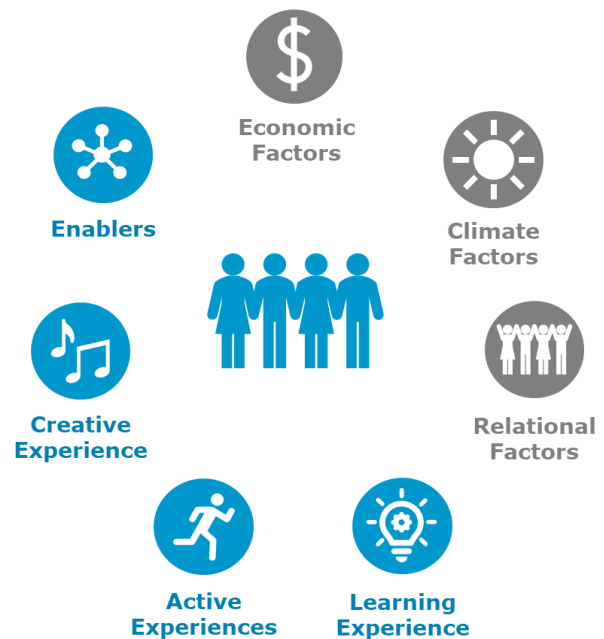 Economic
Factors
Enablers
Climate
Factors
Creative
Experience
Relational
Factors
Active
Experiences
Learning
Experience